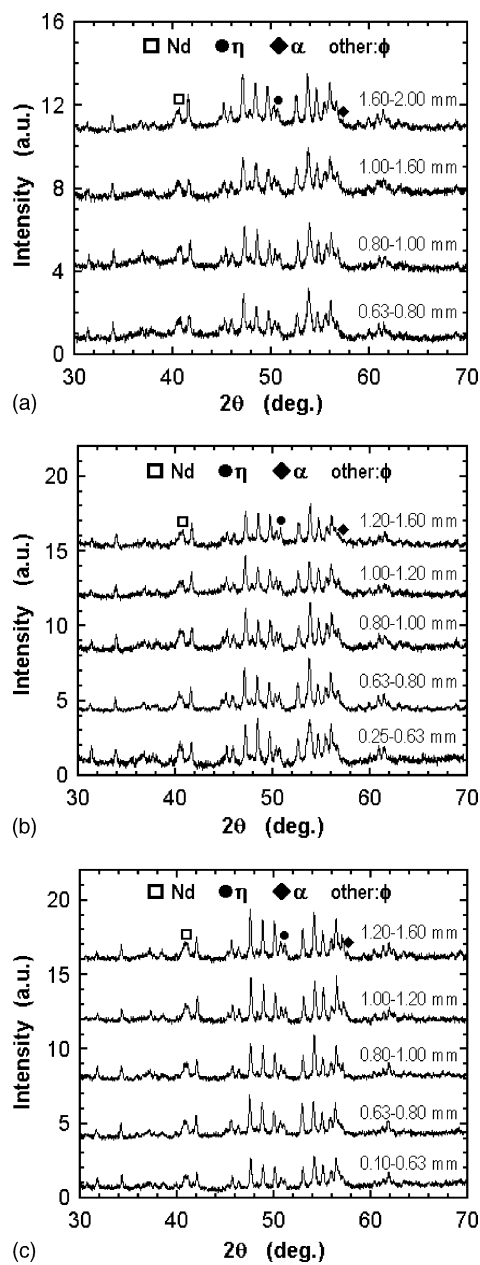 16
□ Nd ● η ◆ α other:ϕ
12
1.60-2.00 mm
8
1.00-1.60 mm
4
0.80-1.00 mm
0.63-0.80 mm
0
Intensity (a.u.)
30 40 50 60 70
(a)
2θ (deg.)
20
□ Nd ● η ◆ α other:ϕ
1.20-1.60 mm
15
1.00-1.20 mm
10
0.80-1.00 mm
0.63-0.80 mm
5
0.25-0.63 mm
0
Intensity (a.u.)
30 40 50 60 70
(b)
2θ (deg.)
20
□ Nd ● η ◆ α other:ϕ
1.20-1.60 mm
15
1.00-1.20 mm
10
0.80-1.00 mm
0.63-0.80 mm
5
0.10-0.63 mm
0
Intensity (a.u.)
30 40 50 60 70
(c)
2θ (deg.)